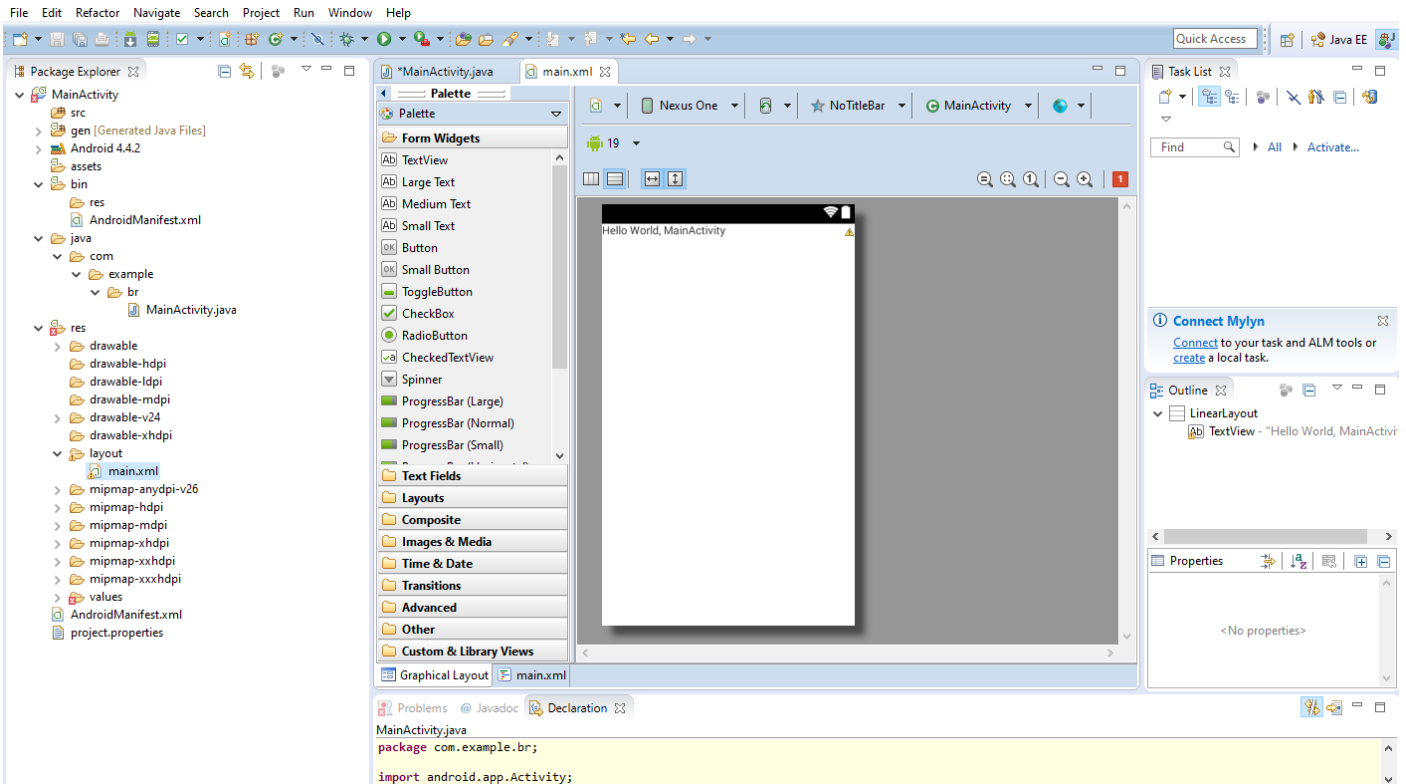 File Edit Refactor Navigate Search Project Run Window Help
Quick Access
Java EE
Package Explorer
MainActivity
src
gen [Generated Java Files]
Android 4.4.2
assets
bin
res
AndroidManifest.xml
java
com
example
br
MainActivity.java
res
drawable
drawable-hdpi
drawable-ldpi
drawable-mdpi
drawable-v24
drawable-xhdpi
layout
main.xml
mipmap-anydpi-v26
mipmap-hdpi
mipmap-mdpi
mipmap-xhdpi
mipmap-xxhdpi
mipmap-xxxhdpi
values
AndroidManifest.xml
project.properties
*MainActivity.java
main.xml
Palette
Palette
Form Widgets
Ab TextView
Ab Large Text
Ab Medium Text
Ab Small Text
OK Button
OK Small Button
ToggleButton
CheckBox
RadioButton
CheckedTextView
Spinner
ProgressBar (Large)
ProgressBar (Normal)
ProgressBar (Small)
Text Fields
Layouts
Composite
Images & Media
Time & Date
Transitions
Advanced
Other
Custom & Library Views
Graphical Layout
main.xml
Nexus One
NoTitleBar
MainActivity
19
1
Hello World, MainActivity
Task List
Find
All
Activate...
Connect Mylyn
Connect to your task and ALM tools or
create a local task.
Outline
LinearLayout
Ab TextView - "Hello World, MainActivi
Properties
<No properties>
Problems @ Javadoc Declaration
MainActivity.java
package com.example.br;
import android.app.Activity;